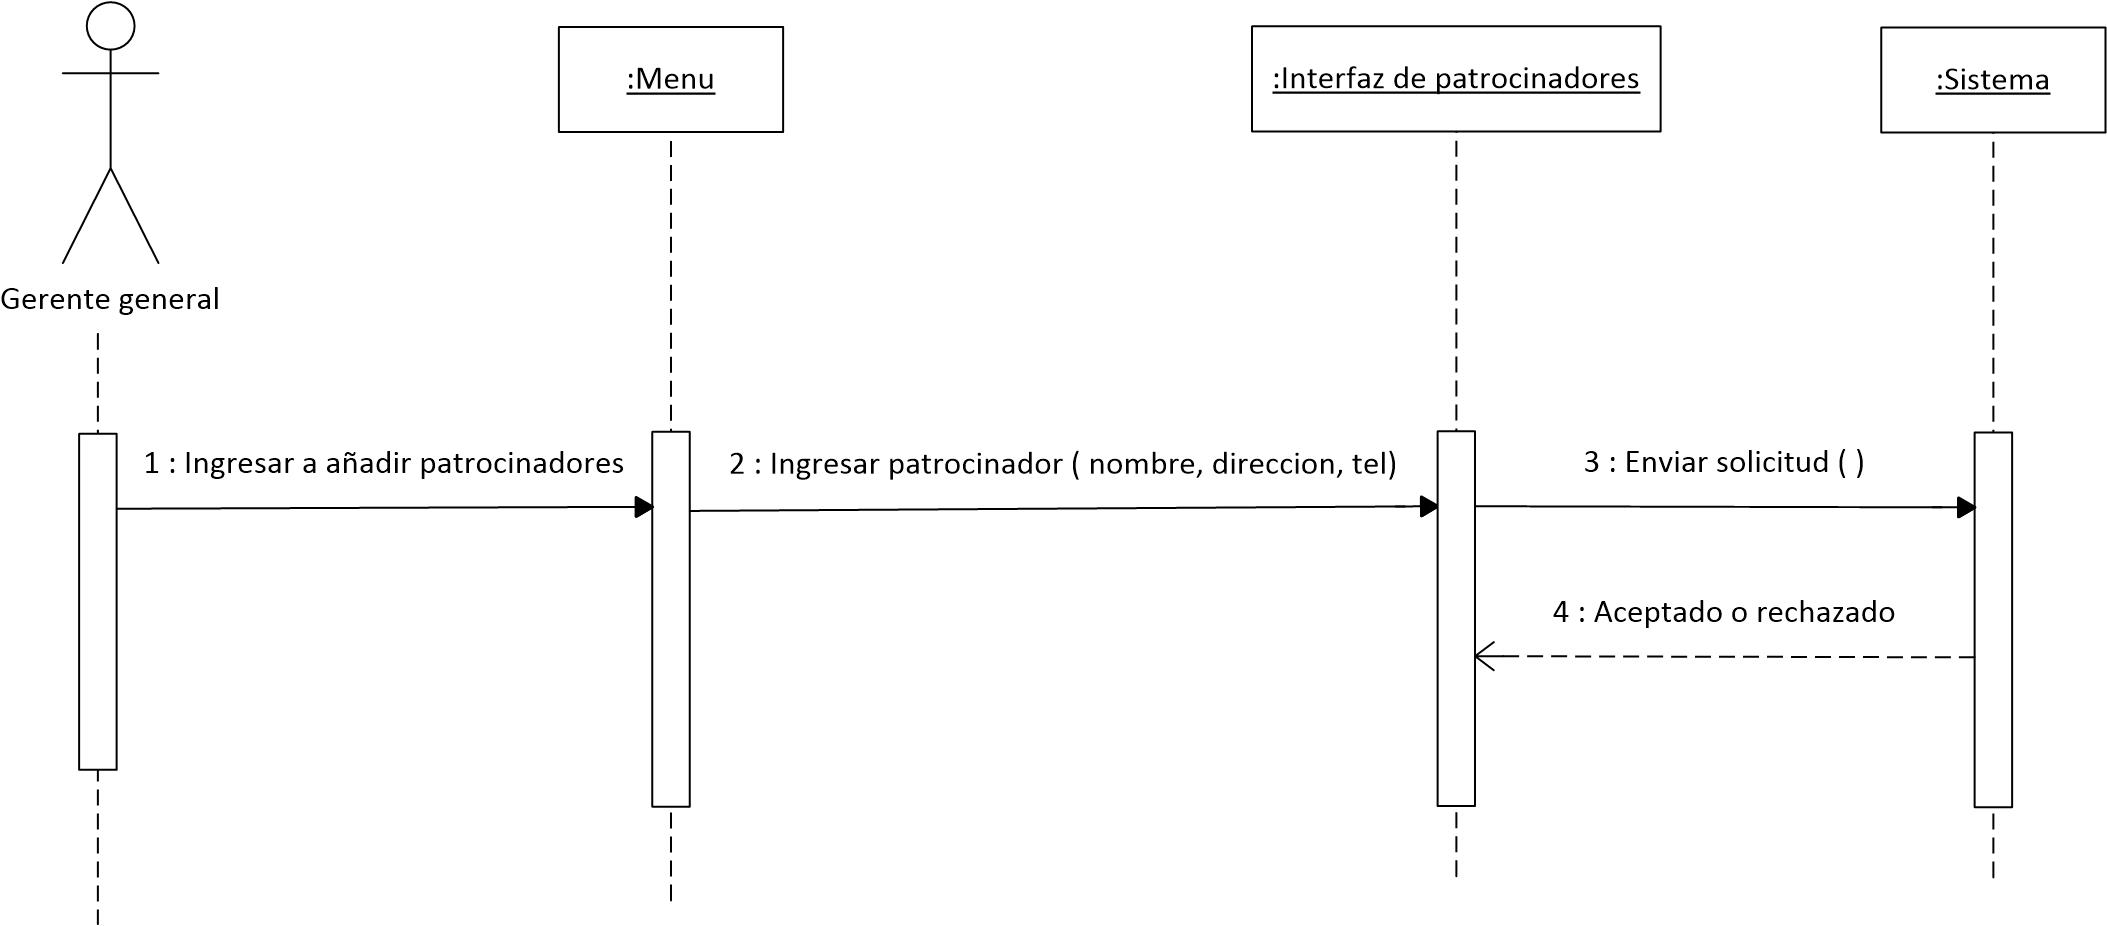 :Menu
:Interfaz de patrocinadores
:Sistema
Gerente general
1 : Ingresar a añadir patrocinadores
2 : Ingresar patrocinador ( nombre, direccion, tel)
3 : Enviar solicitud ( )
4 : Aceptado o rechazado